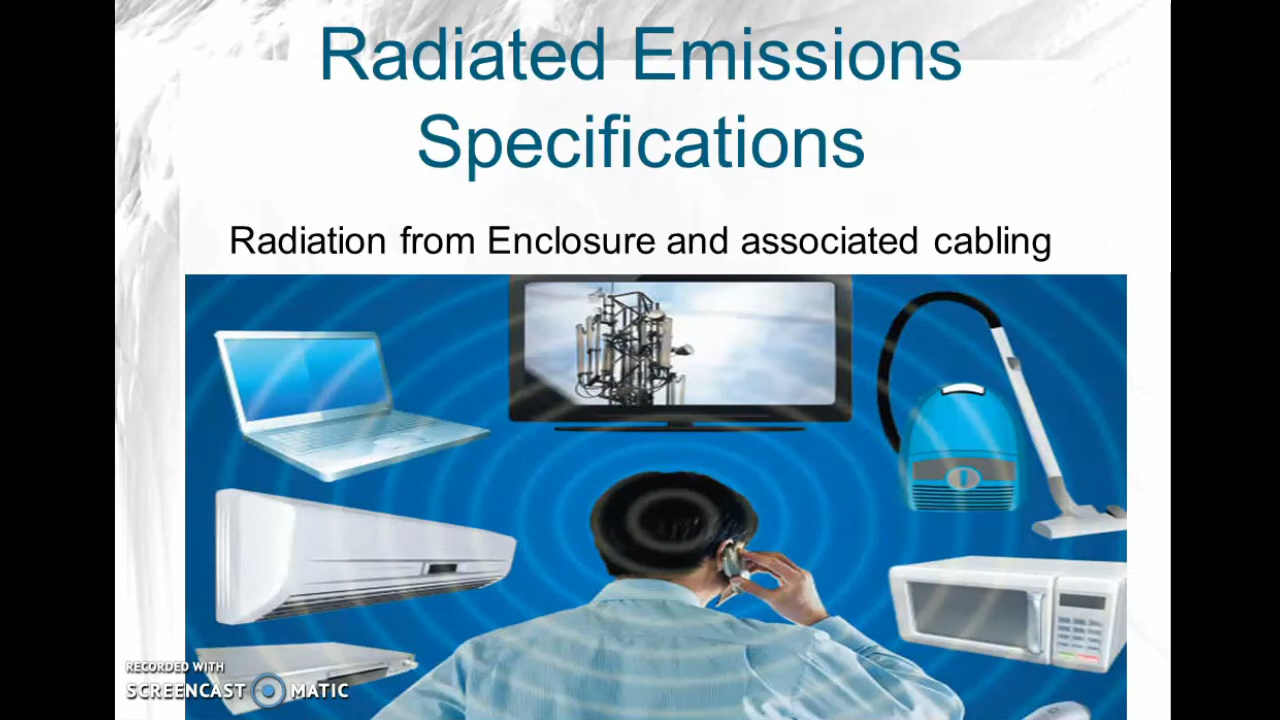 Radiated Emissions
Specifications
Radiation from Enclosure and associated cabling
RECORDED WITH
SCREENCAST MATIC